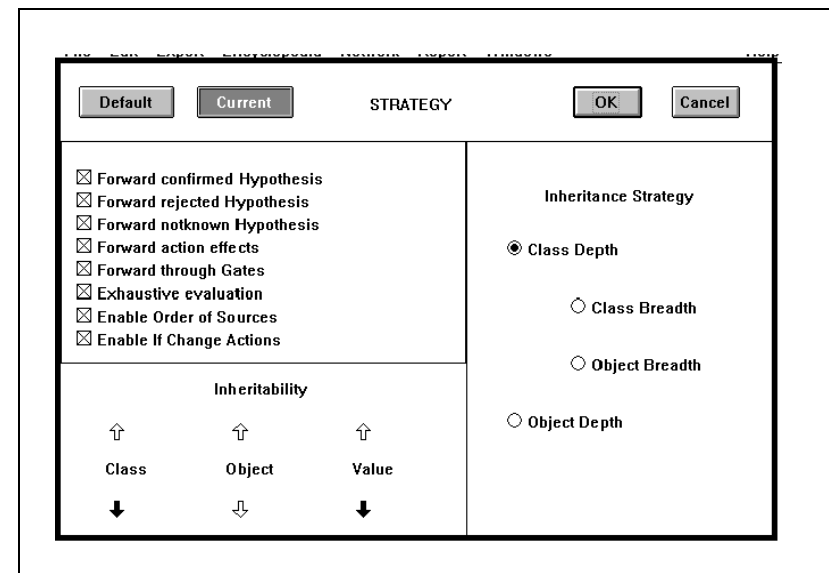 Default Current STRATEGY OK Cancel
Forward confirmed Hypothesis
Forward rejected Hypothesis
Forward notknown Hypothesis
Forward action effects
Forward through Gates
Exhaustive evaluation
Enable Order of Sources
Enable If Change Actions
Inheritability
Class Object Value
Inheritance Strategy
Class Depth
Class Breadth
Object Breadth
Object Depth